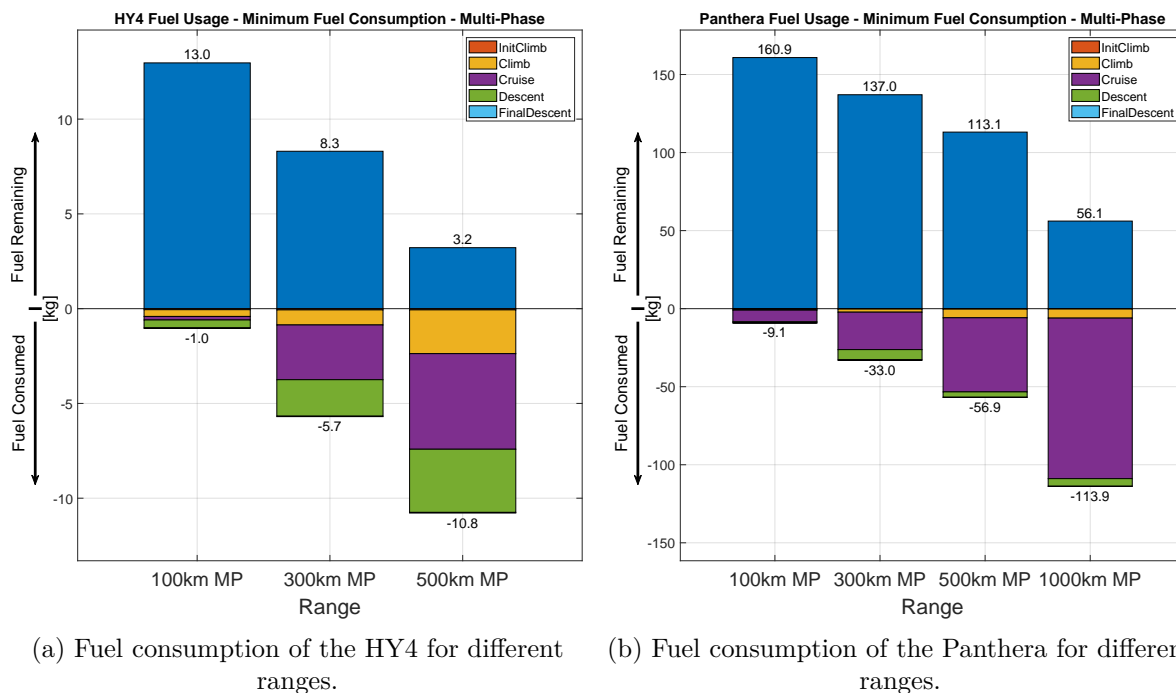 HY4 Fuel Usage - Minimum Fuel Consumption - Multi-Phase
InitClimb
Climb
Cruise
Descent
FinalDescent
13.0
8.3
3.2
-1.0
-5.7
-10.8
10
5
0
-5
-10
Fuel Remaining
[kg]
Fuel Consumed
100km MP
300km MP
500km MP
Range
(a) Fuel consumption of the HY4 for different
ranges.
Panthera Fuel Usage - Minimum Fuel Consumption - Multi-Phase
InitClimb
Climb
Cruise
Descent
FinalDescent
160.9
137.0
113.1
56.1
-9.1
-33.0
-56.9
-113.9
150
100
50
0
-50
-100
-150
Fuel Remaining
[kg]
Fuel Consumed
100km MP
300km MP
500km MP
1000km MP
Range
(b) Fuel consumption of the Panthera for differen
ranges.